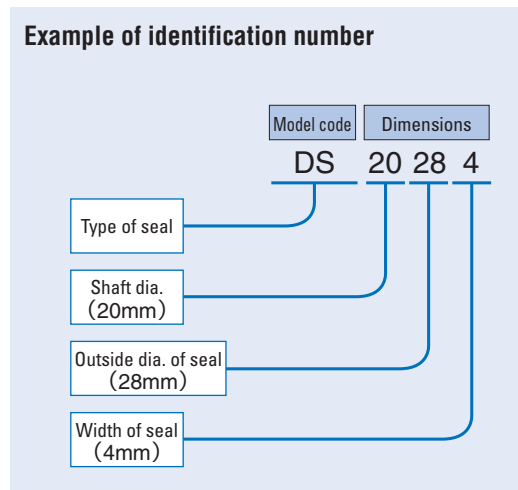 Example of identification number
Model code Dimensions
DS 20 28 4
Type of seal
Shaft dia.
（20mm）
Outside dia. of seal
（28mm）
Width of seal
（4mm）